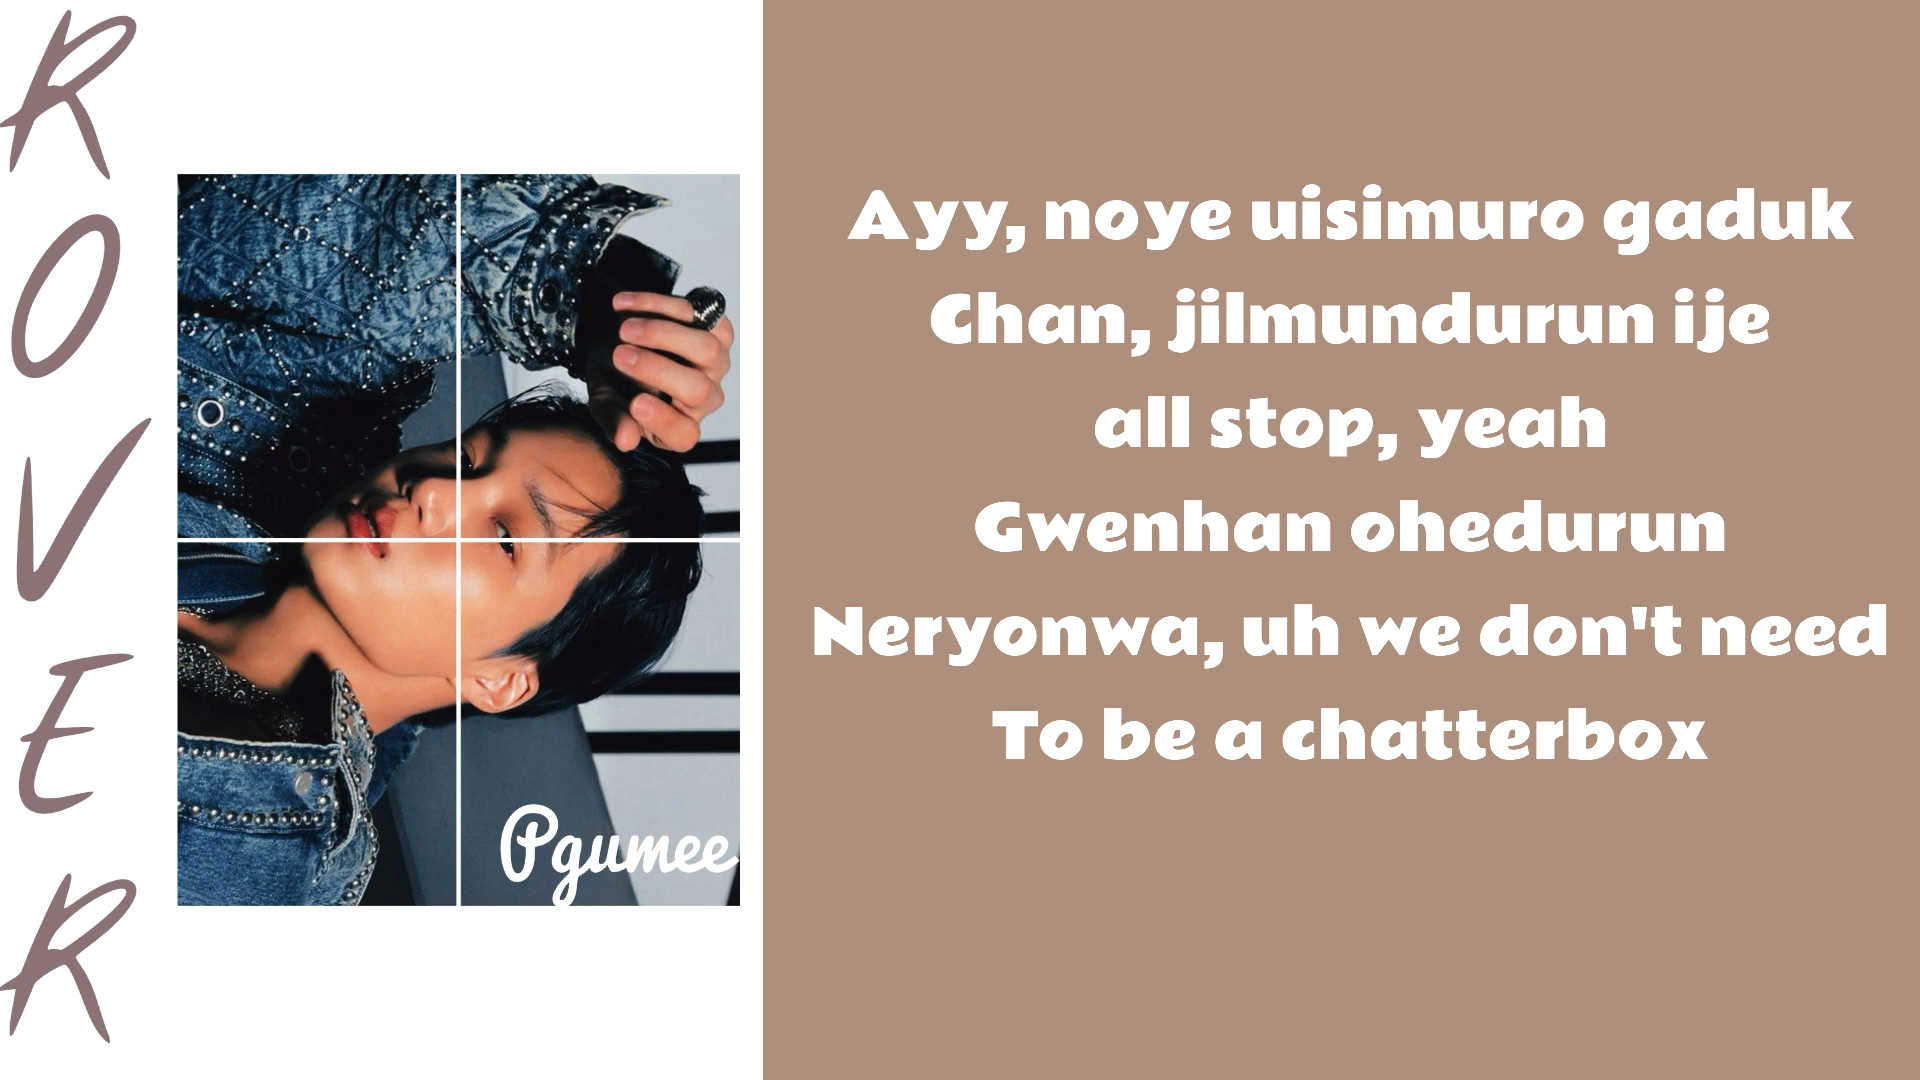 ROVER
Ayy, noye uisimuro gaduk
Chan, jilmundurun ije
all stop, yeah
Gwenhan ohedurun
Neryonwa, uh we don't need
To be a chatterbox
Pgumee